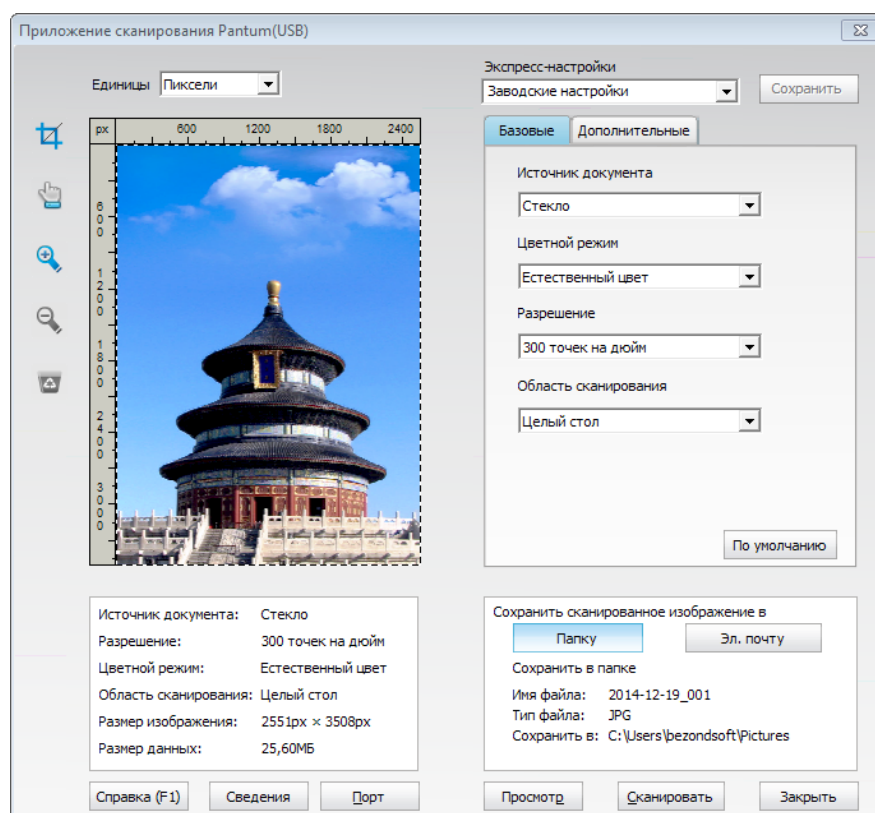 Приложение сканирования Pantum(USB)
Единицы Пиксели
px 600 1200 1800 2400
600
1200
1800
2400
3000
Экспресс-настройки
Заводские настройки Сохранить
Базовые Дополнительные
Источник документа
Стекло
Цветной режим
Естественный цвет
Разрешение
300 точек на дюйм
Область сканирования
Целый стол
По умолчанию
Источник документа: Стекло
Разрешение: 300 точек на дюйм
Цветной режим: Естественный цвет
Область сканирования: Целый стол
Размер изображения: 2551px × 3508px
Размер данных: 25,60МБ
Сохранить сканированное изображение в
Папку Эл. почту
Сохранить в папке
Имя файла: 2014-12-19_001
Тип файла: JPG
Сохранить в: C:\Users\bezondsoft\Pictures
Справка (F1) Сведения Порт Просмотр Сканировать Закрыть